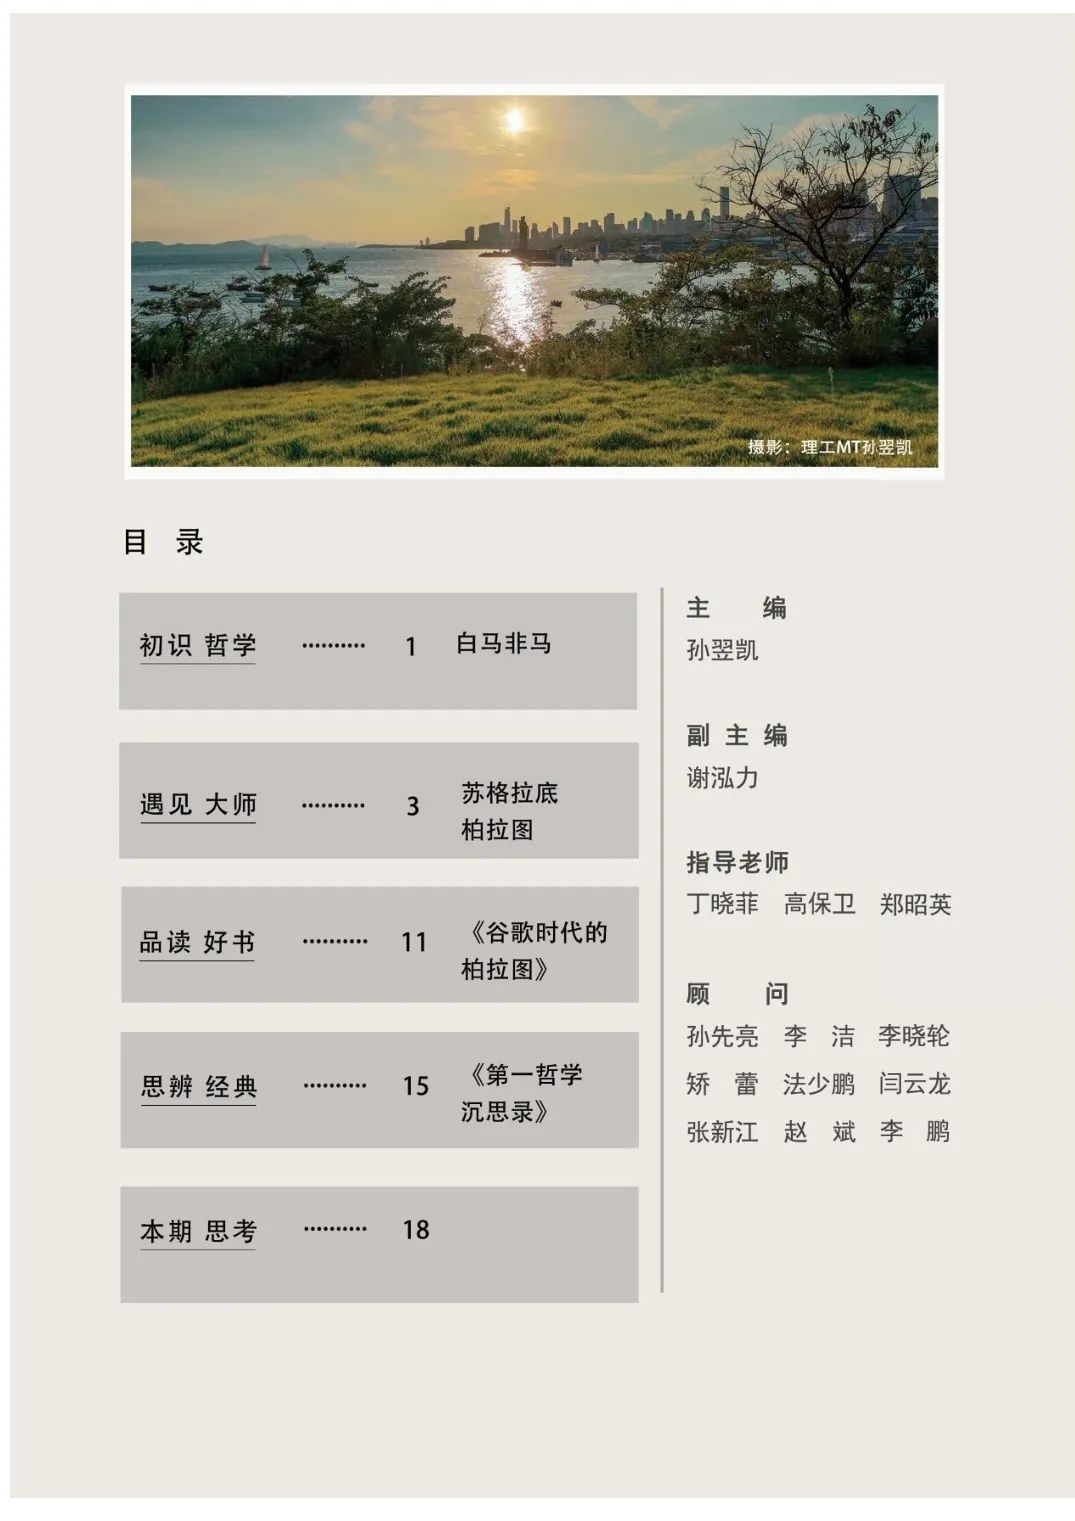 摄影：理工MT孙翌凯
目 录
初识 哲学 ·········· 1 白马非马
遇见 大师 ·········· 3 苏格拉底
柏拉图
品读 好书 ·········· 11 《谷歌时代的
柏拉图》
思辨 经典 ·········· 15 《第一哲学
沉思录》
本期 思考 ·········· 18
主 编
孙翌凯
副 主 编
谢泓力
指导老师
丁晓菲 高保卫 郑昭英
顾 问
孙先亮 李 洁 李晓轮
矫 蕾 法少鹏 闫云龙
张新江 赵 斌 李 鹏